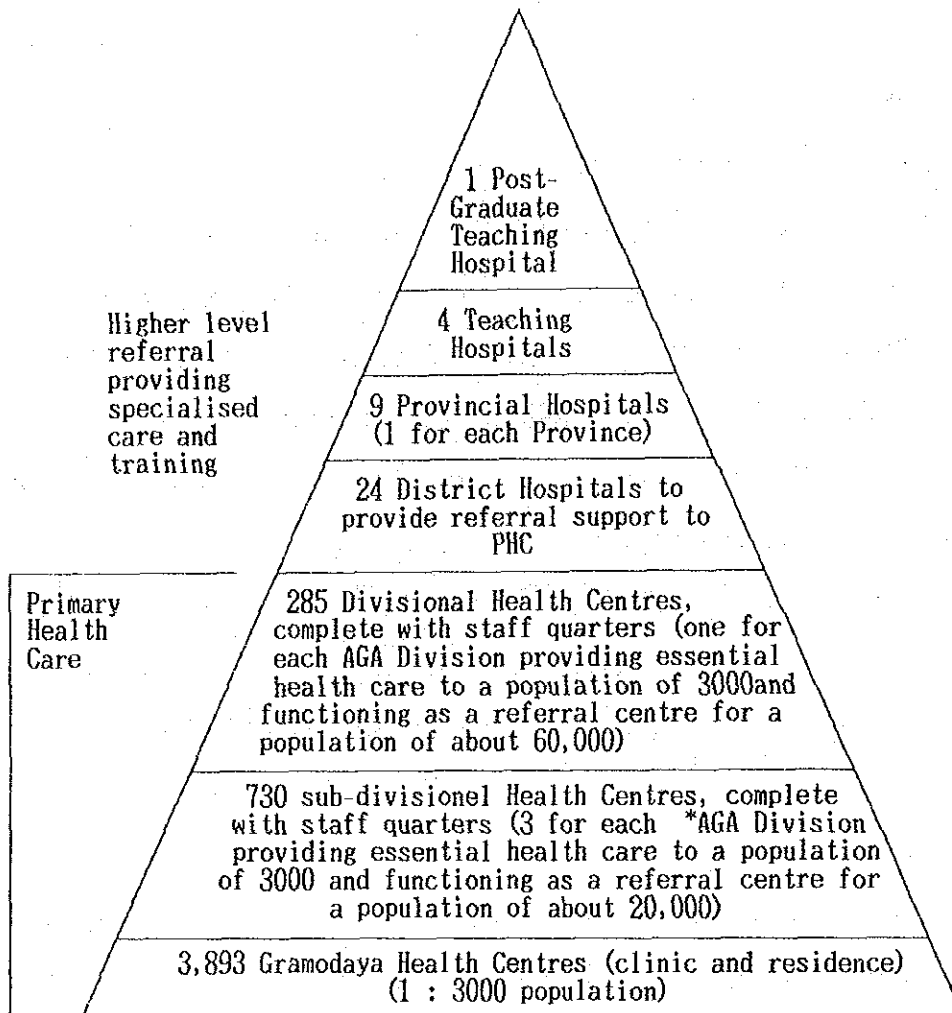 1 Post-
Graduate
Teaching
Hospital
4 Teaching
Hospitals
Higher level
referral
providing
specialised
care and
training
9 Provincial Hospitals
(1 for each Province)
24 District Hospitals to
provide referral support to
PHC
Primary
Health
Care
285 Divisional Health Centres,
complete with staff quarters (one for
each AGA Division providing essential
health care to a population of 3000and
functioning as a referral centre for a
population of about 60,000)
730 sub-divisionel Health Centres, complete
with staff quarters (3 for each *AGA Division
providing essential health care to a population
of 3000 and functioning as a referral centre for
a population of about 20,000)
3,893 Gramodaya Health Centres (clinic and residence)
(1 : 3000 population)